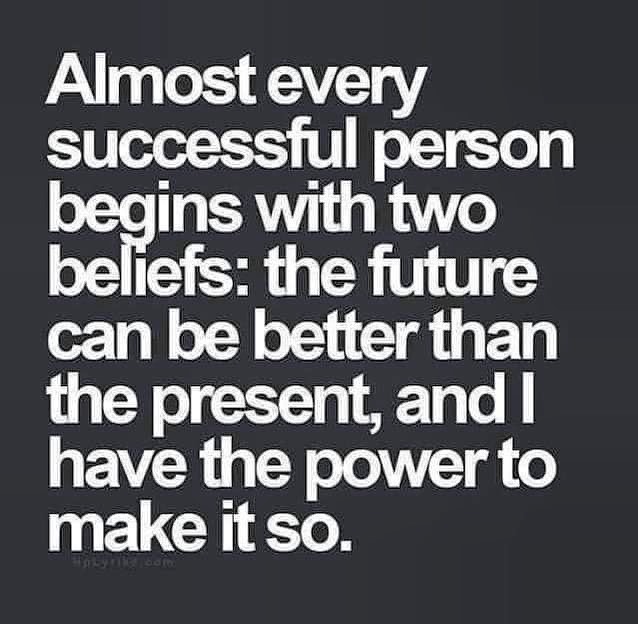 Almost every
successful person
begins with two
beliefs: the future
can be better than
the present, and I
have the power to
make it so.